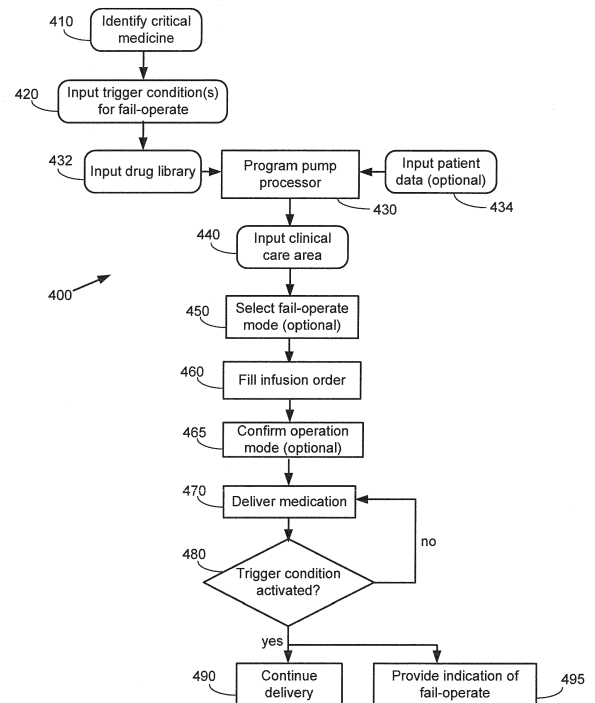 410
Identify critical
medicine
420
Input trigger condition(s)
for fail-operate
432
Input drug library
Program pump
processor
430
Input patient
data (optional)
434
440
Input clinical
care area
400
450
Select fail-operate
mode (optional)
460
Fill infusion order
465
Confirm operation
mode (optional)
470
Deliver medication
480
Trigger condition
activated?
no
yes
490
Continue
delivery
Provide indication of
fail-operate
495